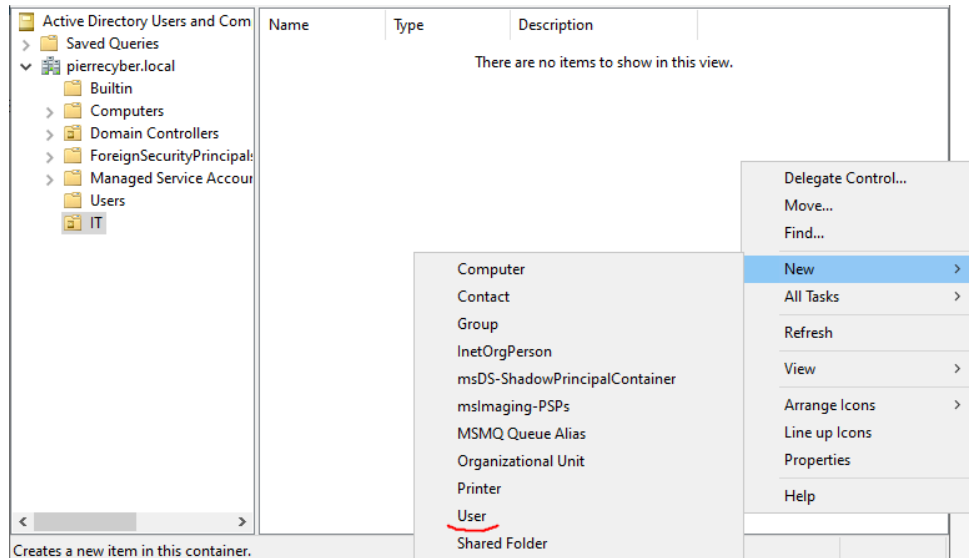 Active Directory Users and Com
Saved Queries
pierrecyber.local
Builtin
Computers
Domain Controllers
ForeignSecurityPrincipals
Managed Service Accour
Users
IT
Name Type Description
There are no items to show in this view.
Delegate Control...
Move...
Find...
New
All Tasks
Refresh
View
Arrange Icons
Line up Icons
Properties
Help
Computer
Contact
Group
InetOrgPerson
msDS-ShadowPrincipalContainer
msImaging-PSPs
MSMQ Queue Alias
Organizational Unit
Printer
User
Shared Folder
Creates a new item in this container.